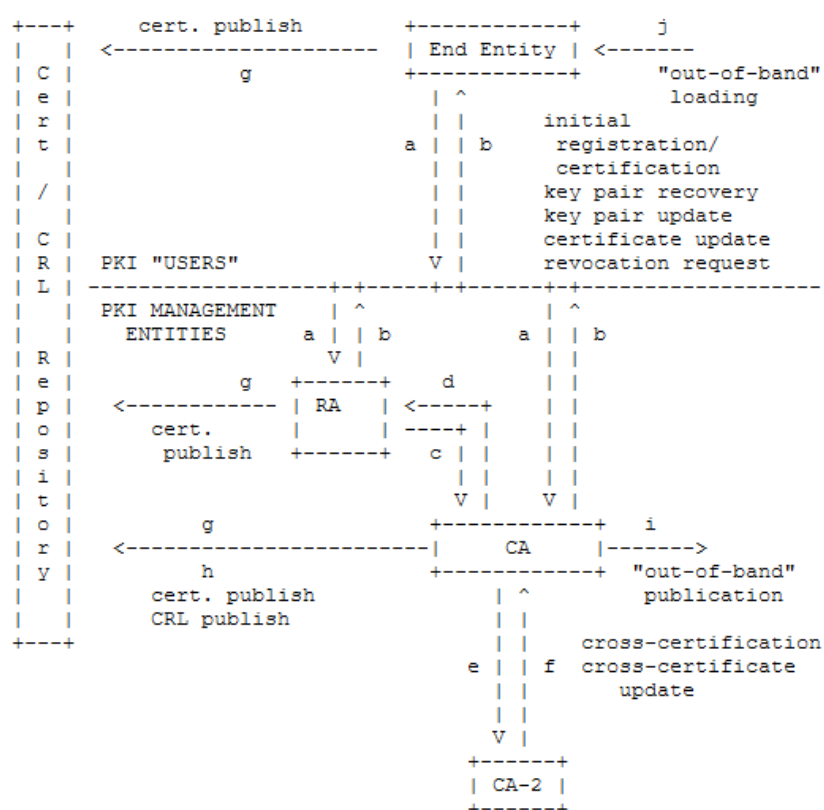 +---+     cert. publish        +------------+      j
|   |  <---------------------  | End Entity | <-------
| C |             g            +------------+      "out-of-band"
| e |                            | ^                loading
| r |                            | |      initial
| t |                          a | | b     registration/
|   |                            | |       certification
| / |                            | |      key pair recovery
|   |                            | |      key pair update
| C |                            | |      certificate update
| R |  PKI "USERS"               V |      revocation request
| L | -------------------+-+-----+-+------+-+-------------------
|   |  PKI MANAGEMENT    | ^              | ^
|   |    ENTITIES      a | | b          a | | b
|   |                    V |              | |
| R |             g   +------+    d       | |
| e |   <------------ | RA   | <-----+    | |
| p |      cert.      |      | ----+ |    | |
| o |       publish   +------+   c | |    | |
| s |                              | |    | |
| i |                              V |    V |
| t |          g                 +------------+   i
| o |   <------------------------|     CA     |------->
| r |          h                 +------------+  "out-of-band"
| y |      cert. publish              | ^         publication
|   |      CRL publish                | |
+---+                                 | |    cross-certification
                                    e | | f  cross-certificate
                                      | |       update
                                      | |
                                      V |
                                    +------+
                                    | CA-2 |
                                    +------+